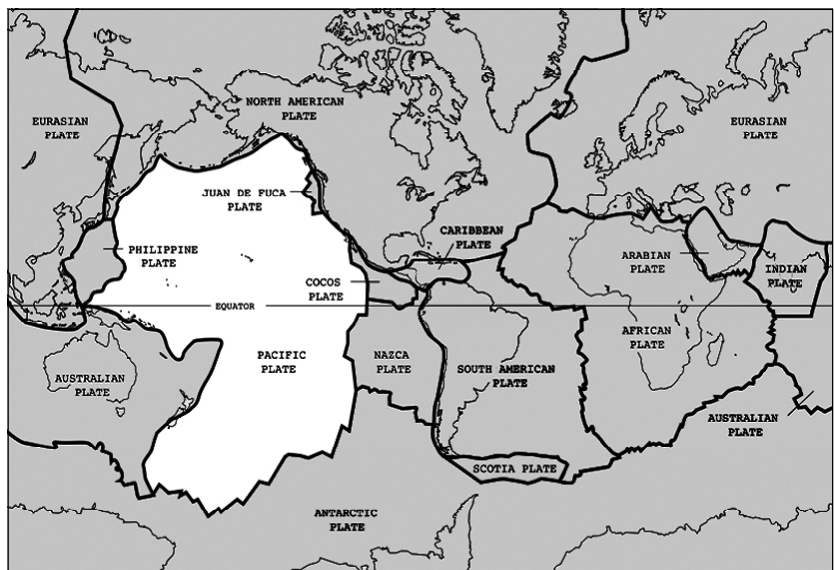 NORTH AMERICAN
PLATE
EURASIAN
PLATE
EURASIAN
PLATE
JUAN DE FUCA
PLATE
CARIBBEAN
PLATE
PHILIPPINE
PLATE
ARABIAN
PLATE
INDIAN
PLATE
COCOS
PLATE
EQUATOR
AFRICAN
PLATE
PACIFIC
PLATE
NAZCA
PLATE
SOUTH AMERICAN
PLATE
AUSTRALIAN
PLATE
AUSTRALIAN
PLATE
SCOTIA PLATE
ANTARCTIC
PLATE